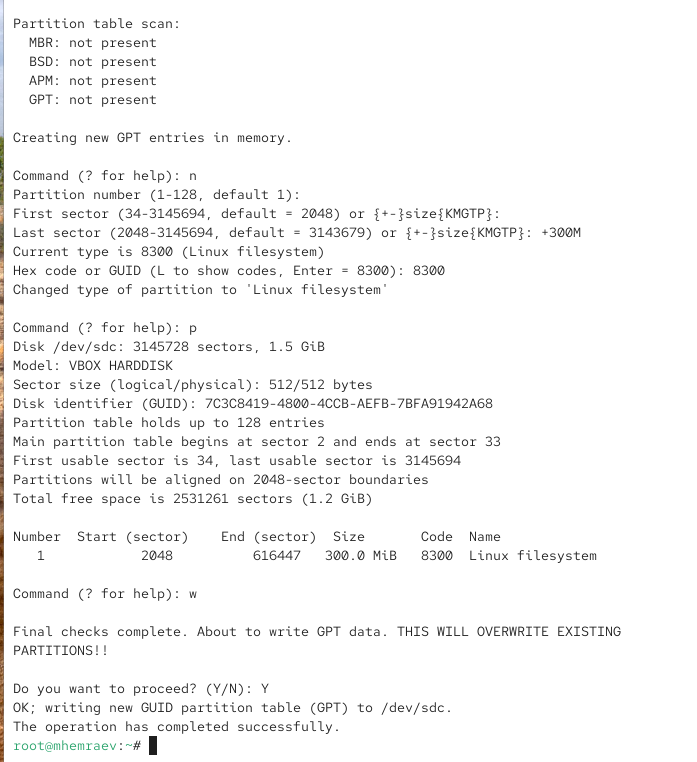 Partition table scan:
  MBR: not present
  BSD: not present
  APM: not present
  GPT: not present

Creating new GPT entries in memory.

Command (? for help): n
Partition number (1-128, default 1):
First sector (34-3145694, default = 2048) or {+-}size{KMGTP}:
Last sector (2048-3145694, default = 3143679) or {+-}size{KMGTP}: +300M
Current type is 8300 (Linux filesystem)
Hex code or GUID (L to show codes, Enter = 8300): 8300
Changed type of partition to 'Linux filesystem'

Command (? for help): p
Disk /dev/sdc: 3145728 sectors, 1.5 GiB
Model: VBOX HARDDISK
Sector size (logical/physical): 512/512 bytes
Disk identifier (GUID): 7C3C8419-4800-4CCB-AEFB-7BFA91942A68
Partition table holds up to 128 entries
Main partition table begins at sector 2 and ends at sector 33
First usable sector is 34, last usable sector is 3145694
Partitions will be aligned on 2048-sector boundaries
Total free space is 2531261 sectors (1.2 GiB)

Number  Start (sector)    End (sector)  Size       Code  Name
   1            2048          616447   300.0 MiB   8300  Linux filesystem

Command (? for help): w

Final checks complete. About to write GPT data. THIS WILL OVERWRITE EXISTING
PARTITIONS!!

Do you want to proceed? (Y/N): Y
OK; writing new GUID partition table (GPT) to /dev/sdc.
The operation has completed successfully.
root@mhemraev:~#